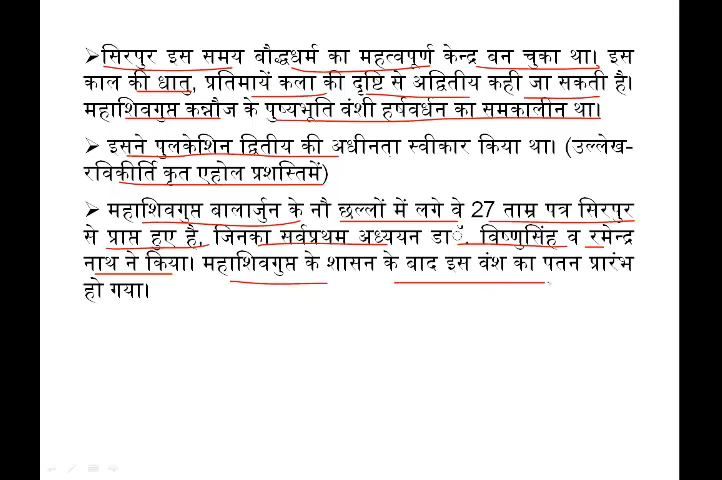 ➢सिरपुर इस समय बौद्धधर्म का महत्वपूर्ण केन्द्र वन चुका था। इस
काल की धातु, प्रतिमायें कला की दृष्टि से अद्वितीय कही जा सकती है।
महाशिवगुप्त कन्नौज के पुष्यभूति वंशी हर्षवर्धन का समकालीन था।
➢ इसने पुलकेशिन द्वितीय की अधीनता स्वीकार किया था। (उल्लेख-
रविकीर्ति कृत एहोल प्रशस्तिमें)
➢ महाशिवगुप्त बालार्जुन के नौ छल्लों में लगे वे 27 ताम्र पत्र सिरपुर
से प्राप्त हुए है, जिनका सर्वप्रथम अध्ययन डाॅ. विष्णुसिंह व रमेन्द्र
नाथ ने किया। महाशिवगुप्त के शासन के बाद इस वंश का पतन प्रारंभ
हो गया।